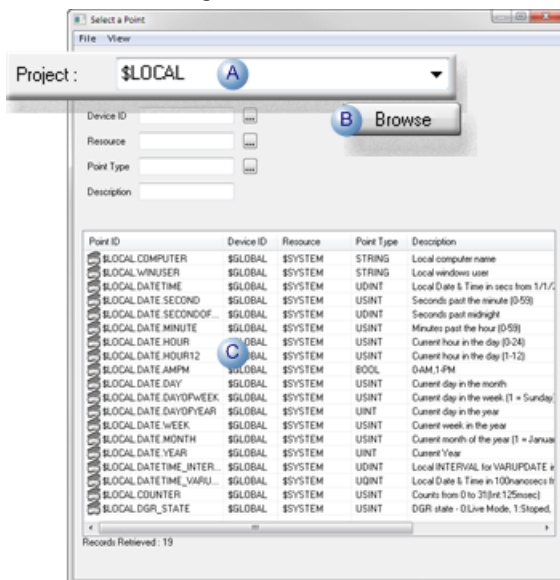 Select a Point
File View
Project : $LOCAL A
B Browse
Device ID ...
Resource ...
Point Type ...
Description
Point ID Device ID Resource Point Type Description
$LOCAL.COMPUTER $GLOBAL $SYSTEM STRING Local computer name
$LOCAL.WINUSER $GLOBAL $SYSTEM STRING Local windows user
$LOCAL.DATETIME $GLOBAL $SYSTEM UDINT Local Date & Time in secs from 1/1/
$LOCAL.DATE.SECOND $GLOBAL $SYSTEM USINT Seconds past the minute (0-59)
$LOCAL.DATE.SECONDOF... $GLOBAL $SYSTEM UDINT Seconds past midnight
$LOCAL.DATE.MINUTE $GLOBAL $SYSTEM USINT Minutes past the hour (0-59)
$LOCAL.DATE.HOUR $GLOBAL $SYSTEM USINT Current hour in the day (0-24)
$LOCAL.DATE.HOUR12 C $GLOBAL $SYSTEM USINT Current hour in the day (1-12)
$LOCAL.DATE.AMPM $GLOBAL $SYSTEM BOOL 0-AM,1-PM
$LOCAL.DATE.DAY $GLOBAL $SYSTEM USINT Current day in the month
$LOCAL.DATE.DAYOFWEEK $GLOBAL $SYSTEM USINT Current day in the week (1 = Sunday
$LOCAL.DATE.DAYOFYEAR $GLOBAL $SYSTEM UINT Current day in the year
$LOCAL.DATE.WEEK $GLOBAL $SYSTEM USINT Current week in the year
$LOCAL.DATE.MONTH $GLOBAL $SYSTEM USINT Current month of the year (1 = Januar
$LOCAL.DATE.YEAR $GLOBAL $SYSTEM UINT Current Year
$LOCAL.DATETIME_INTER... $GLOBAL $SYSTEM UDINT Local INTERVAL for VARUPDATE in
$LOCAL.DATETIME_VARU... $GLOBAL $SYSTEM UQINT Local Date & Time in 100nanosecs fr
$LOCAL.COUNTER $GLOBAL $SYSTEM USINT Counts from 0 to 31(Int:125msec)
$LOCAL.DGR_STATE $GLOBAL $SYSTEM USINT DGR state - 0:Live Mode, 1:Stoped,
Records Retrieved : 19